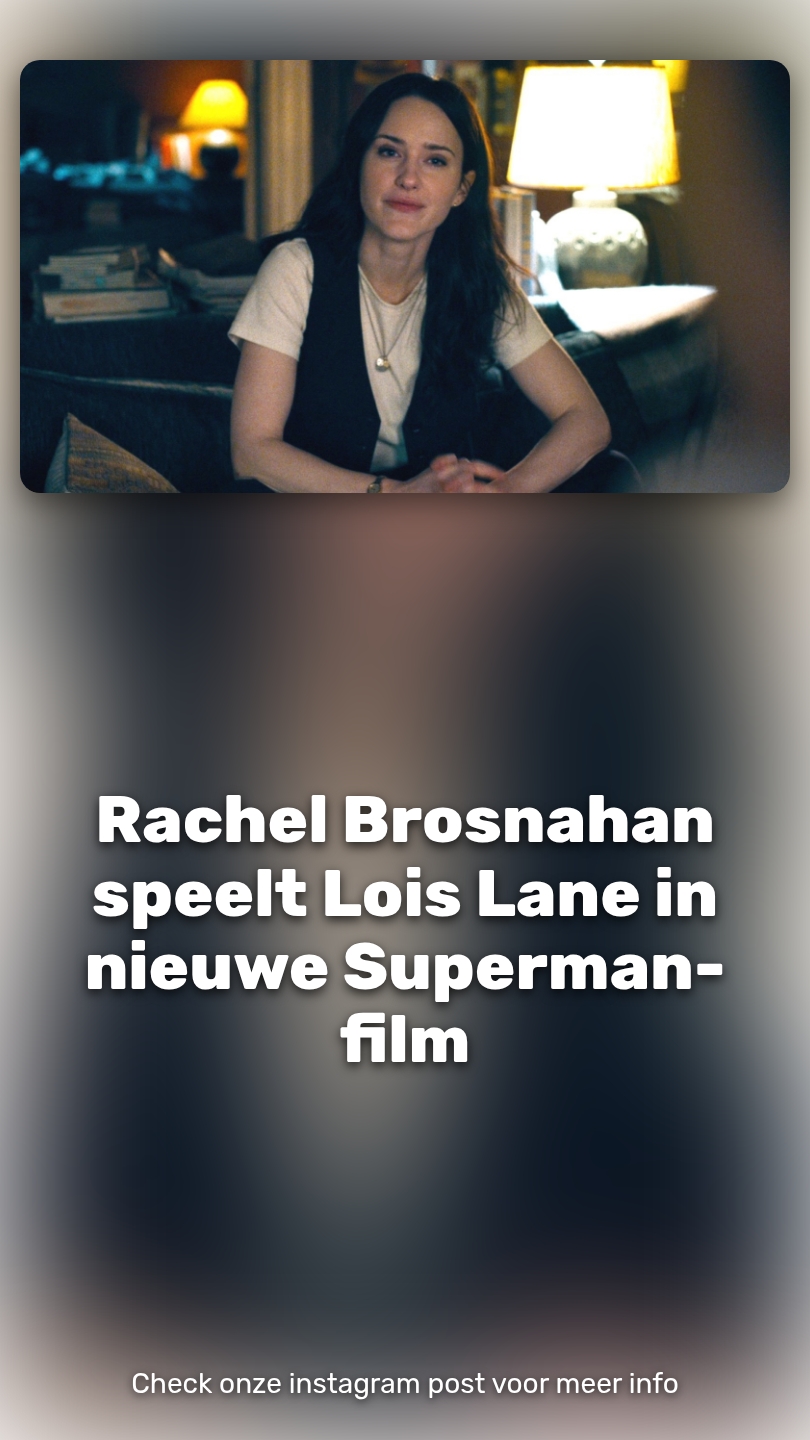 Rachel Brosnahan
speelt Lois Lane in
nieuwe Superman-
film
Check onze instagram post voor meer info